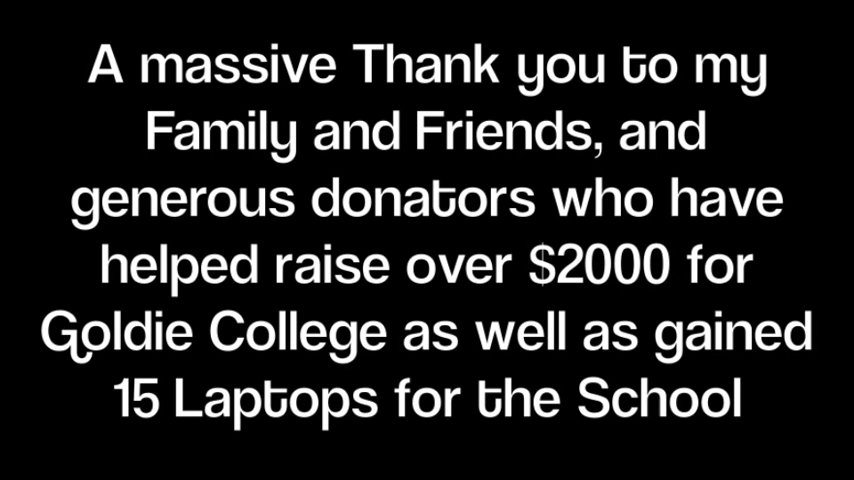 A massive Thank you to my
Family and Friends, and
generous donators who have
helped raise over $2000 for
Goldie College as well as gained
15 Laptops for the School